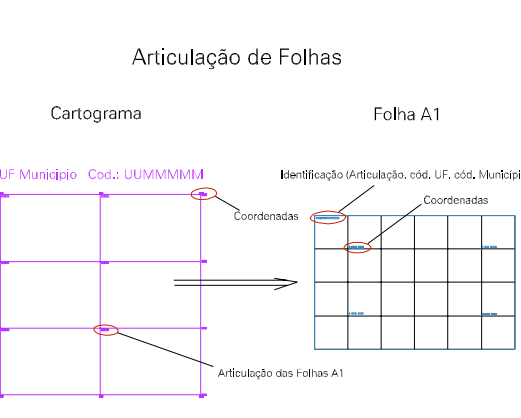 Articulação de Folhas
Cartograma
Folha A1
UF Municipio Cod.: UUMMMMM
Identificação (Articulação, cód. UF, cód. Municípi
Coordenadas
Coordenadas
Articulação das Folhas A1